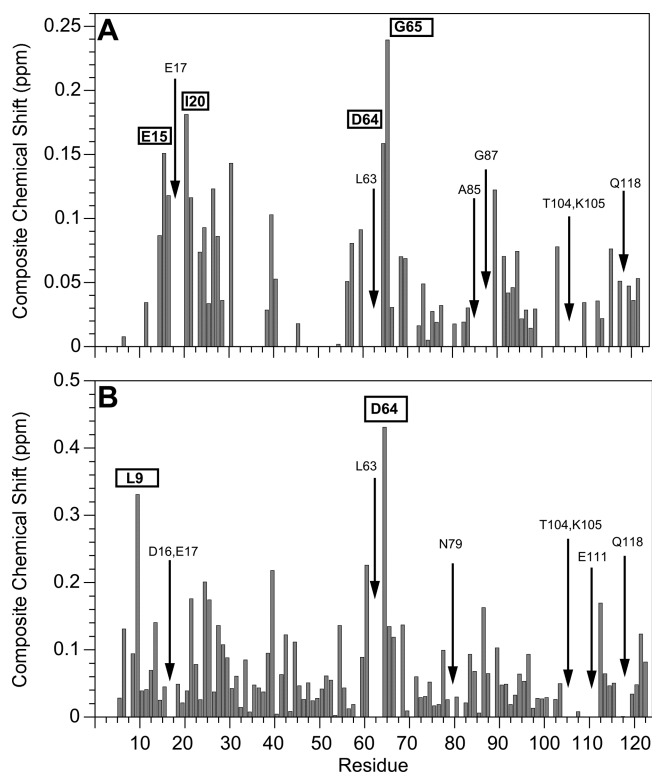 A
Composite Chemical Shift (ppm)
0.25
0.2
0.15
0.1
0.05
0
E15
E17
I20
D64
G65
L63
A85
G87
T104,K105
Q118
B
Composite Chemical Shift (ppm)
0.5
0.4
0.3
0.2
0.1
0
L9
D16,E17
L63
D64
N79
T104,K105
E111
Q118
10 20 30 40 50 60 70 80 90 100 110 120
Residue